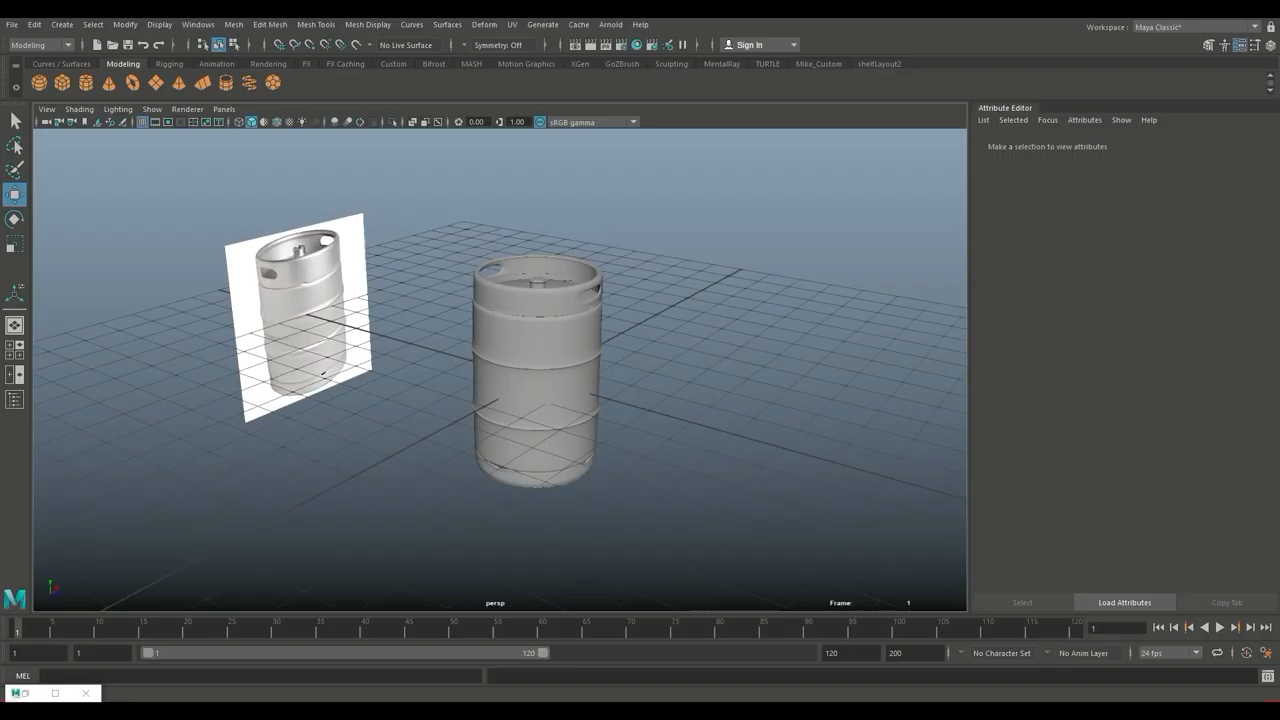 File Edit Create Select Modify Display Windows Mesh Edit Mesh Mesh Tools Mesh Display Curves Surfaces Deform UV Generate Cache Arnold Help
Workspace : Maya Classic*
Modeling No Live Surface Symmetry: Off Sign In
Curves / Surfaces Modeling Rigging Animation Rendering FX FX Caching Custom Bifrost MASH Motion Graphics XGen GoZBrush Sculpting MentalRay TURTLE Mike_Custom shelfLayout2
View Shading Lighting Show Renderer Panels
0.00 1.00 sRGB gamma
Attribute Editor
List Selected Focus Attributes Show Help
Make a selection to view attributes
y
persp Frame: 1
Select Load Attributes Copy Tab
5 10 15 20 25 30 35 40 45 50 55 60 65 70 75 80 85 90 95 100 105 110 115 120
1 1
1 1 1 120 120 200 No Character Set No Anim Layer 24 fps
MEL